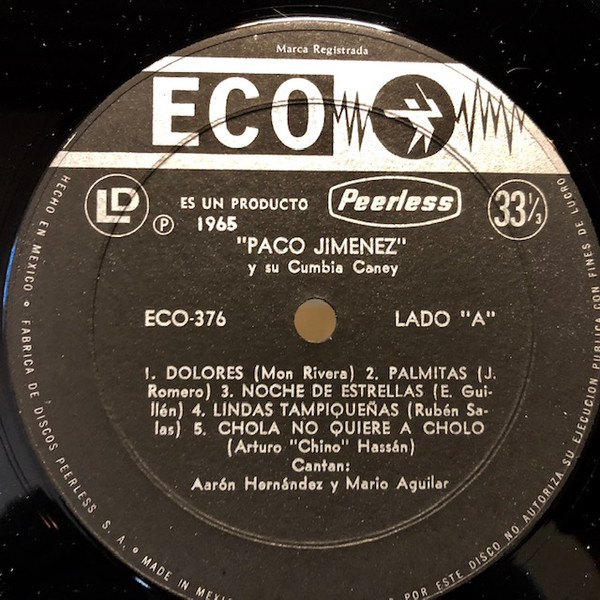 Marca Registrada
ECO
LD
ES UN PRODUCTO Peerless
33⅓
℗ 1965
"PACO JIMENEZ"
y su Cumbia Caney
ECO-376 LADO "A"
1. DOLORES (Mon Rivera) 2. PALMITAS (J.
Romero) 3. NOCHE DE ESTRELLAS (E. Gui-
llén) 4. LINDAS TAMPIQUEÑAS (Rubén Sa-
las) 5. CHOLA NO QUIERE A CHOLO
(Arturo "Chino" Hassán)
Cantan:
Aarón Hernández y Mario Aguilar
HECHO EN MEXICO • FABRICA DE DISCOS PEERLESS, S. A. • MADE IN
POR ESTE DISCO NO AUTORIZA SU EJECUCION PUBLICA CON FINES DE LUCRO